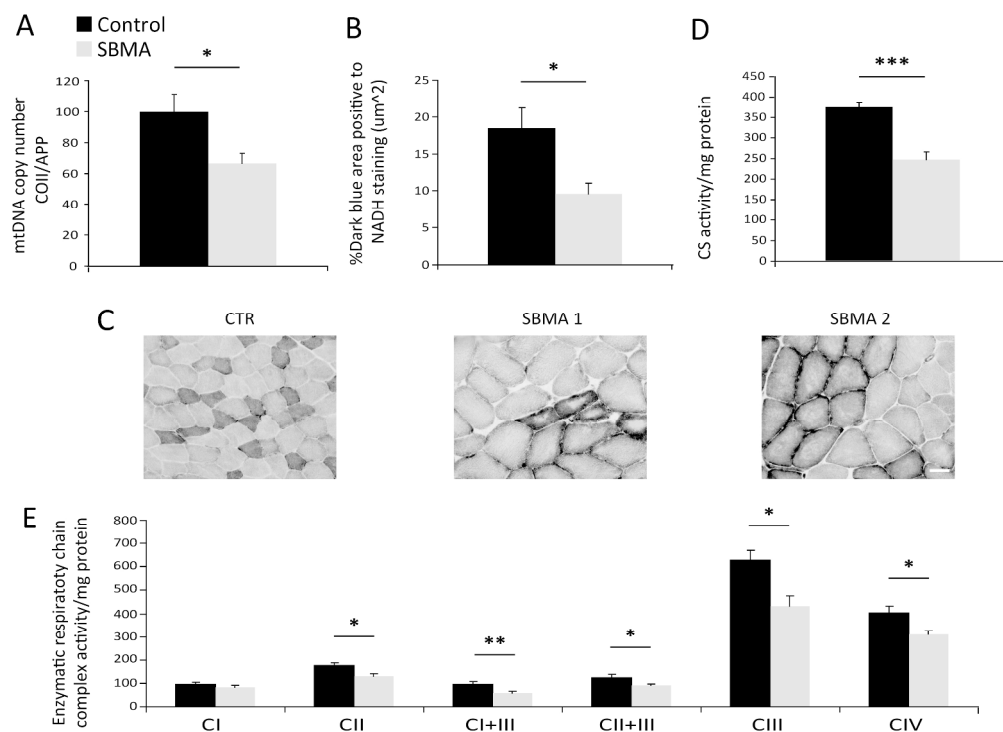 A
Control
SBMA
*
mtDNA copy number
COII/APP
120
100
80
60
40
20
0
B
*
%Dark blue area positive to
NADH staining (um^2)
25
20
15
10
5
0
D
***
CS activity/mg protein
450
400
350
300
250
200
150
100
50
0
C
CTR
SBMA 1
SBMA 2
E
Enzymatic respiratoty chain
complex activity/mg protein
800
700
600
500
400
300
200
100
0
*
**
*
*
*
CI
CII
CI+III
CII+III
CIII
CIV